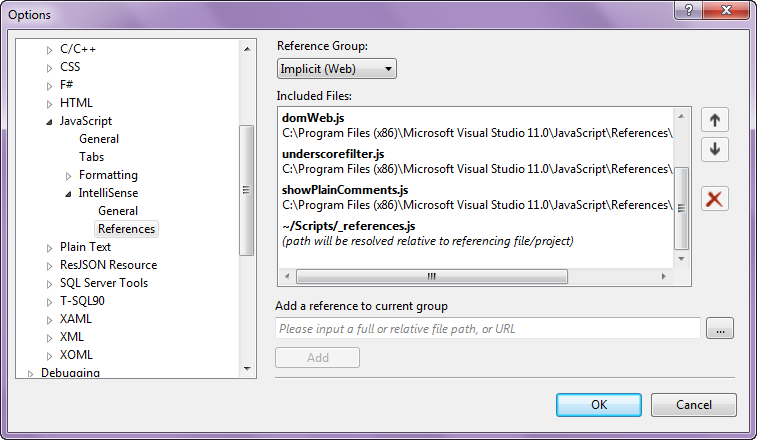 Options
C/C++
CSS
F#
HTML
JavaScript
General
Tabs
Formatting
IntelliSense
General
References
Plain Text
ResJSON Resource
SQL Server Tools
T-SQL90
XAML
XML
XOML
Debugging
Reference Group:
Implicit (Web)
Included Files:
domWeb.js
C:\Program Files (x86)\Microsoft Visual Studio 11.0\JavaScript\References\
underscorefilter.js
C:\Program Files (x86)\Microsoft Visual Studio 11.0\JavaScript\References\
showPlainComments.js
C:\Program Files (x86)\Microsoft Visual Studio 11.0\JavaScript\References\
~/Scripts/_references.js
(path will be resolved relative to referencing file/project)
Add a reference to current group
Please input a full or relative file path, or URL
...
Add
OK
Cancel